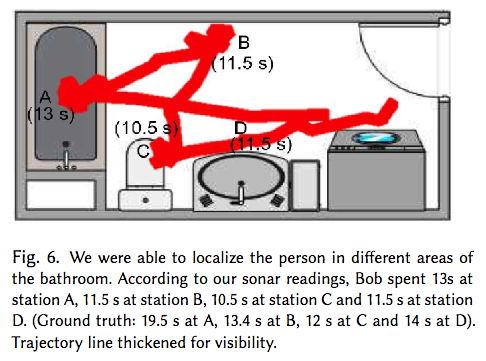 B
(11.5 s)
A
(13 s)
(10.5 s)
C
D
(11.5 s)
Fig. 6. We were able to localize the person in different areas of
the bathroom. According to our sonar readings, Bob spent 13s at
station A, 11.5 s at station B, 10.5 s at station C and 11.5 s at station
D. (Ground truth: 19.5 s at A, 13.4 s at B, 12 s at C and 14 s at D).
Trajectory line thickened for visibility.